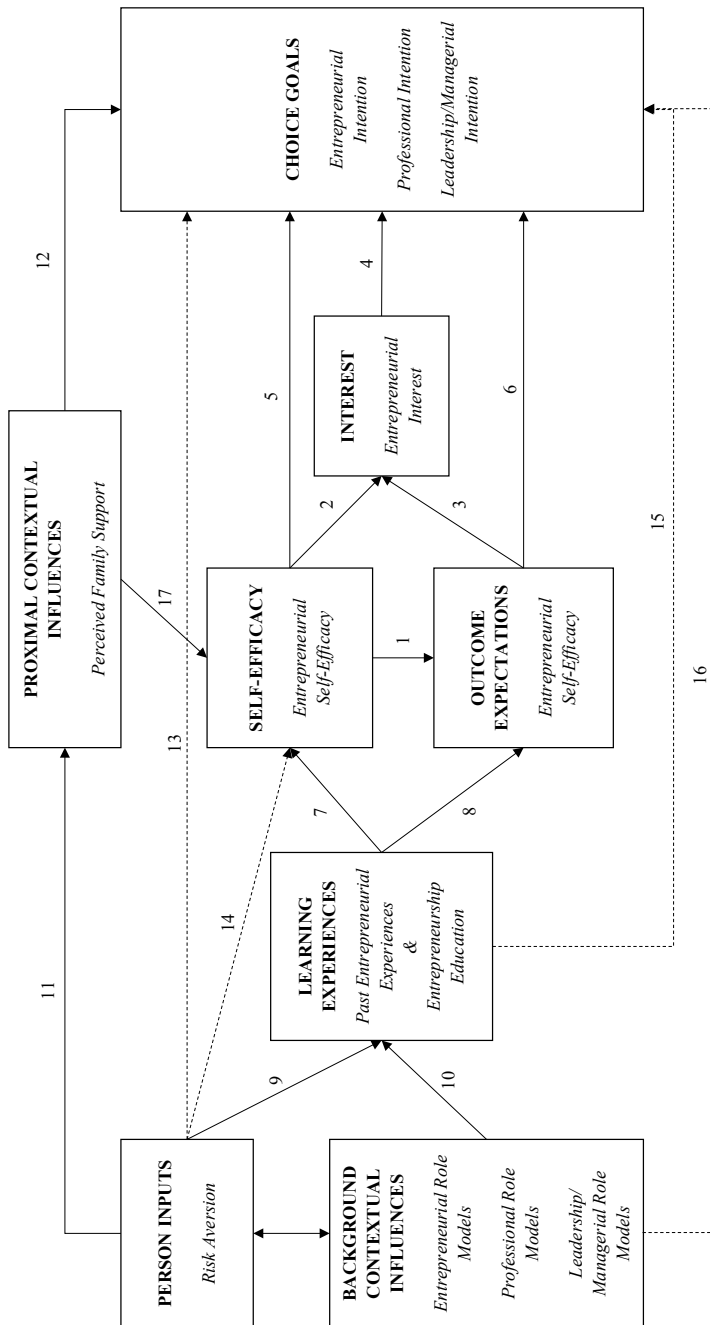 PERSON INPUTS
Risk Aversion
BACKGROUND
CONTEXTUAL
INFLUENCES
Entrepreneurial Role
Models
Professional Role
Models
Leadership/
Managerial Role
Models
11
9
10
14
13
LEARNING
EXPERIENCES
Past Entrepreneurial
Experiences
&
Entrepreneurship
Education
7
8
PROXIMAL CONTEXTUAL
INFLUENCES
Perceived Family Support
17
SELF-EFFICACY
Entrepreneurial
Self-Efficacy
1
OUTCOME
EXPECTATIONS
Entrepreneurial
Self-Efficacy
2
3
5
6
INTEREST
Entrepreneurial
Interest
4
12
15
16
CHOICE GOALS
Entrepreneurial
Intention
Professional Intention
Leadership/Managerial
Intention